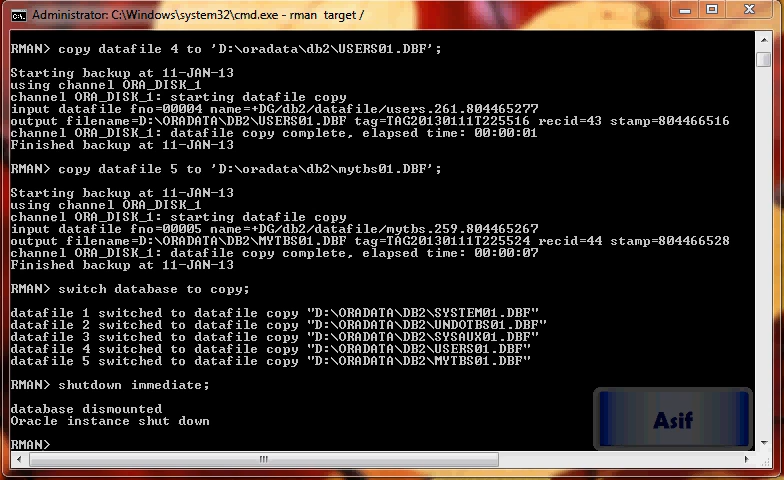 Administrator: C:\Windows\system32\cmd.exe - rman  target /
RMAN> copy datafile 4 to 'D:\oradata\db2\USERS01.DBF';
Starting backup at 11-JAN-13
using channel ORA_DISK_1
channel ORA_DISK_1: starting datafile copy
input datafile fno=00004 name=+DG/db2/datafile/users.261.804465277
output filename=D:\ORADATA\DB2\USERS01.DBF tag=TAG20130111T225516 recid=43 stamp=804466516
channel ORA_DISK_1: datafile copy complete, elapsed time: 00:00:01
Finished backup at 11-JAN-13
RMAN> copy datafile 5 to 'D:\oradata\db2\mytbs01.DBF';
Starting backup at 11-JAN-13
using channel ORA_DISK_1
channel ORA_DISK_1: starting datafile copy
input datafile fno=00005 name=+DG/db2/datafile/mytbs.259.804465267
output filename=D:\ORADATA\DB2\MYTBS01.DBF tag=TAG20130111T225524 recid=44 stamp=804466528
channel ORA_DISK_1: datafile copy complete, elapsed time: 00:00:07
Finished backup at 11-JAN-13
RMAN> switch database to copy;
datafile 1 switched to datafile copy "D:\ORADATA\DB2\SYSTEM01.DBF"
datafile 2 switched to datafile copy "D:\ORADATA\DB2\UNDOTBS01.DBF"
datafile 3 switched to datafile copy "D:\ORADATA\DB2\SYSAUX01.DBF"
datafile 4 switched to datafile copy "D:\ORADATA\DB2\USERS01.DBF"
datafile 5 switched to datafile copy "D:\ORADATA\DB2\MYTBS01.DBF"
RMAN> shutdown immediate;
database dismounted
Oracle instance shut down
RMAN>
Asif